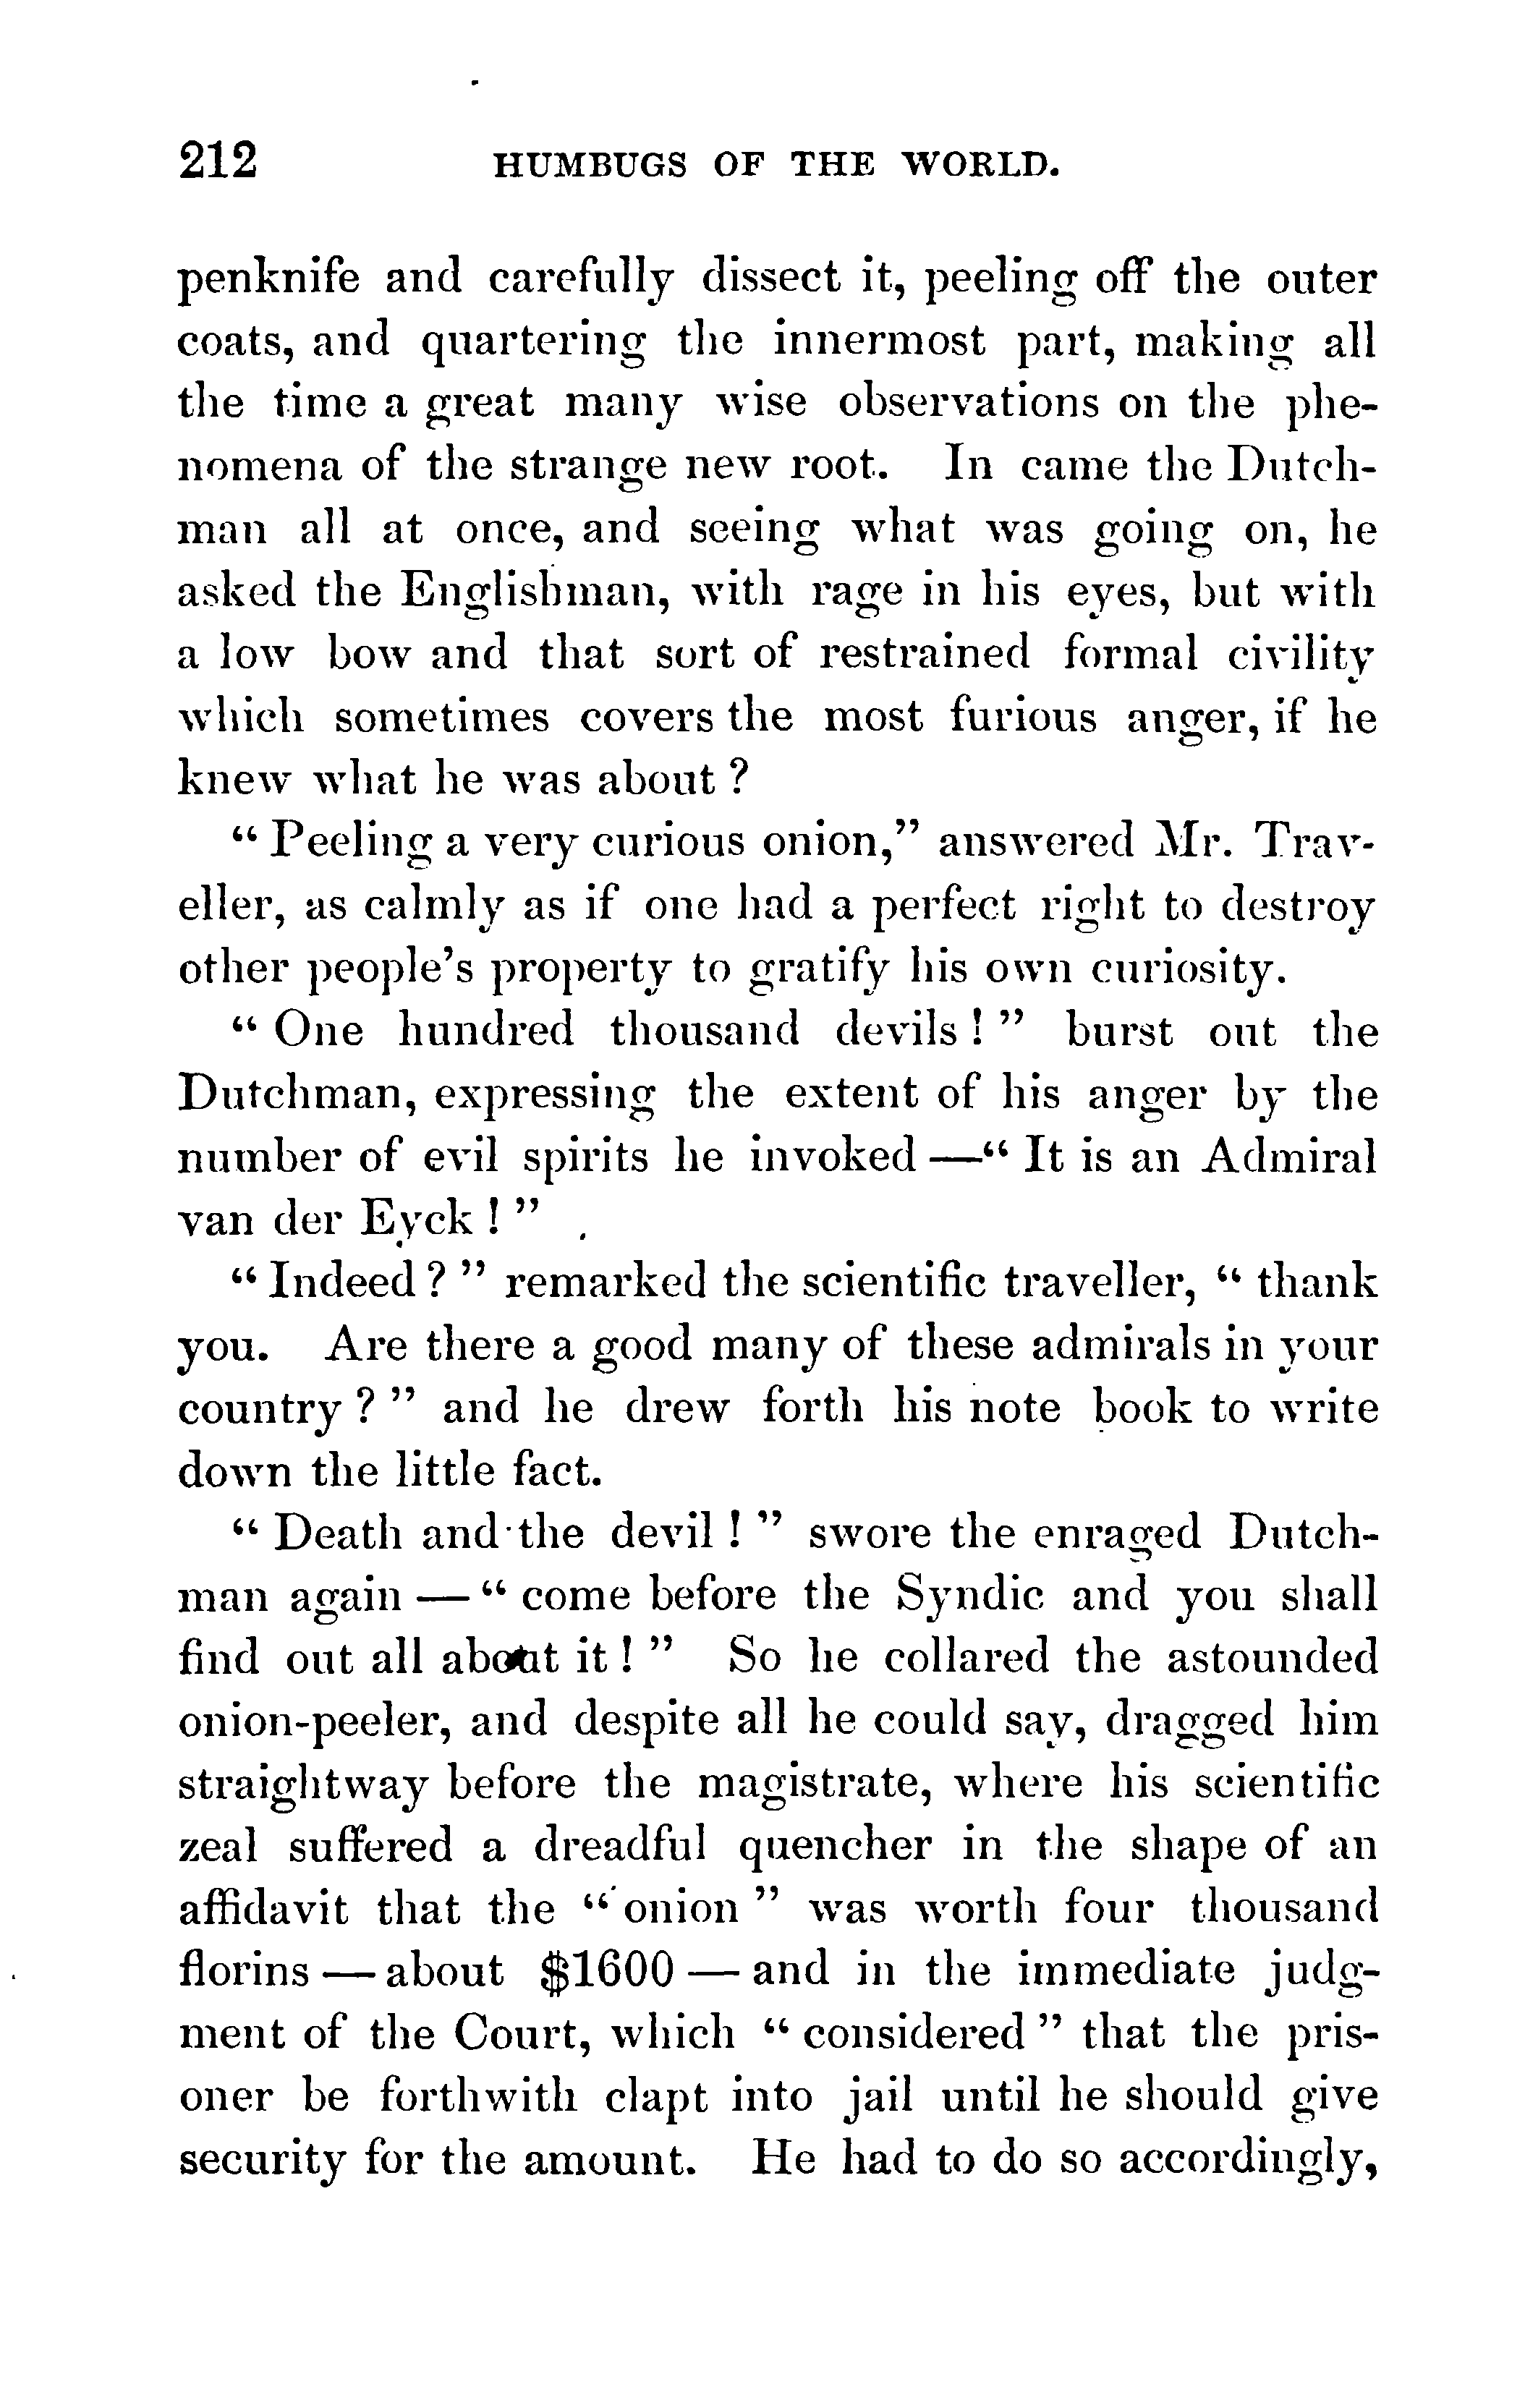 212 HUMBUGS OF THE WORLD.
penknife and carefully dissect it, peeling off the outer
coats, and quartering the innermost part, making all
the time a great many wise observations on the phe-
nomena of the strange new root. In came the Dutch-
man all at once, and seeing what was going on, he
asked the Englishman, with rage in his eyes, but with
a low bow and that sort of restrained formal civility
which sometimes covers the most furious anger, if he
knew what he was about ?
“ Peeling a very curious onion,” answered Mr. Trav-
eller, as calmly as if one had a perfect right to destroy
other people’s property to gratify his own curiosity.
“ One hundred thousand devils ! ” burst out the
Dutchman, expressing the extent of his anger by the
number of evil spirits he invoked —“ It is an Admiral
van der Eyck ! ”
“ Indeed ? ” remarked the scientific traveller, “ thank
you. Are there a good many of these admirals in your
country ? ” and he drew forth his note book to write
down the little fact.
“ Death and the devil ! ” swore the enraged Dutch-
man again — “ come before the Syndic and you shall
find out all about it ! ” So he collared the astounded
onion-peeler, and despite all he could say, dragged him
straightway before the magistrate, where his scientific
zeal suffered a dreadful quencher in the shape of an
affidavit that the “ onion ” was worth four thousand
florins — about $1600 — and in the immediate judg-
ment of the Court, which “ considered ” that the pris-
oner be forthwith clapt into jail until he should give
security for the amount. He had to do so accordingly,